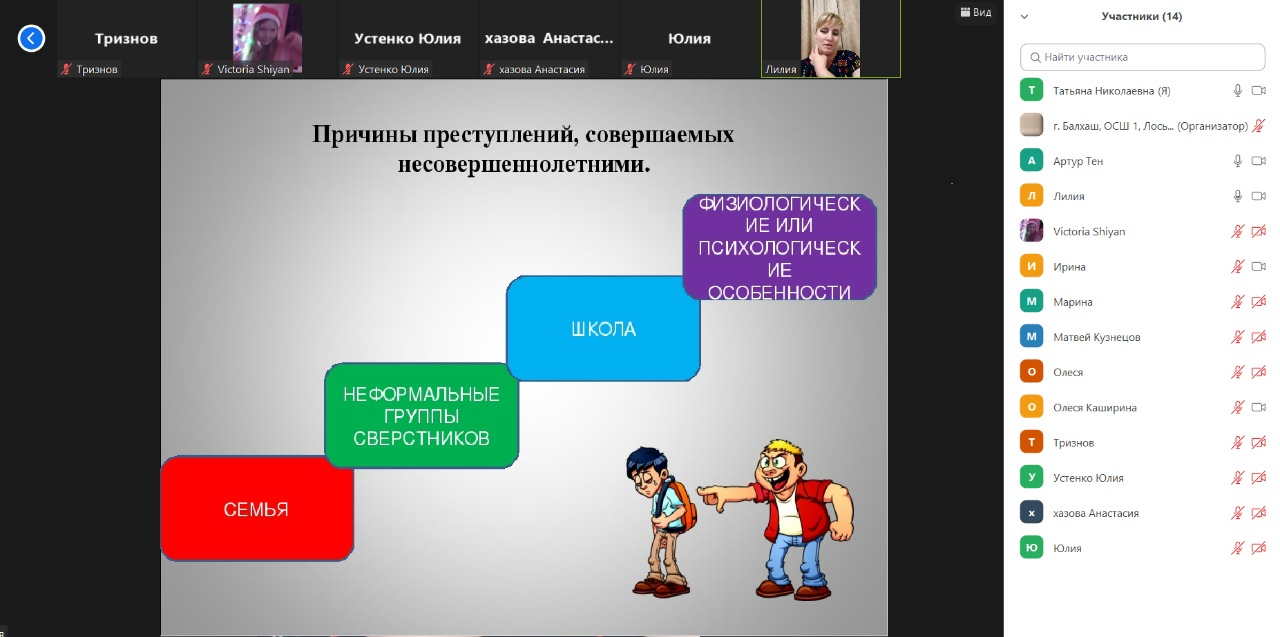 Тризнов
Тризнов
Victoria Shiyan
Устенко Юлия
Устенко Юлия
хазова Анастас...
хазова Анастасия
Юлия
Юлия
Лилия
Вид
Причины преступлений, совершаемых
несовершеннолетними.
ФИЗИОЛОГИЧЕСК
ИЕ ИЛИ
ПСИХОЛОГИЧЕСК
ИЕ
ОСОБЕННОСТИ
ШКОЛА
НЕФОРМАЛЬНЫЕ
ГРУППЫ
СВЕРСТНИКОВ
СЕМЬЯ
Участники (14)
Найти участника
Т Татьяна Николаевна (Я)
г. Балхаш, ОСШ 1, Лось... (Организатор)
А Артур Тен
Л Лилия
Victoria Shiyan
И Ирина
М Марина
М Матвей Кузнецов
О Олеся
О Олеся Каширина
Т Тризнов
У Устенко Юлия
х хазова Анастасия
Ю Юлия